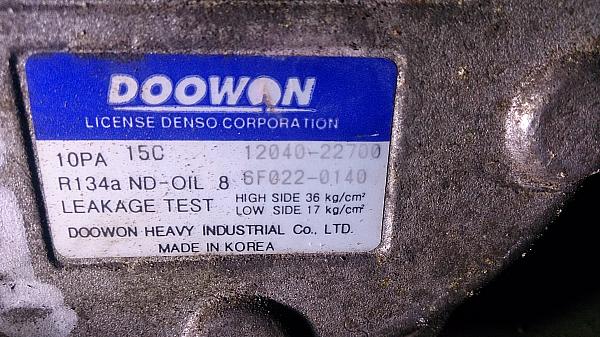 DOOWON
LICENSE DENSO CORPORATION
10PA 15C 12040-22700
R134a ND-OIL 8 6F022-0140
LEAKAGE TEST HIGH SIDE 36 kg/cm²
LOW SIDE 17 kg/cm²
DOOWON HEAVY INDUSTRIAL Co., LTD.
MADE IN KOREA